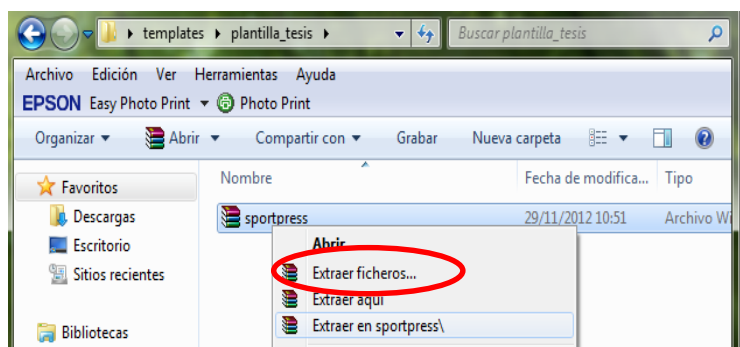 templates plantilla_tesis Buscar plantilla_tesis
Archivo Edición Ver Herramientas Ayuda
EPSON Easy Photo Print Photo Print
Organizar Abrir Compartir con Grabar Nueva carpeta
Nombre Fecha de modifica... Tipo
Favoritos
Descargas
Escritorio
Sitios recientes
Bibliotecas
sportpress 29/11/2012 10:51 Archivo Wi
Abrir
Extraer ficheros...
Extraer aquí
Extraer en sportpress\